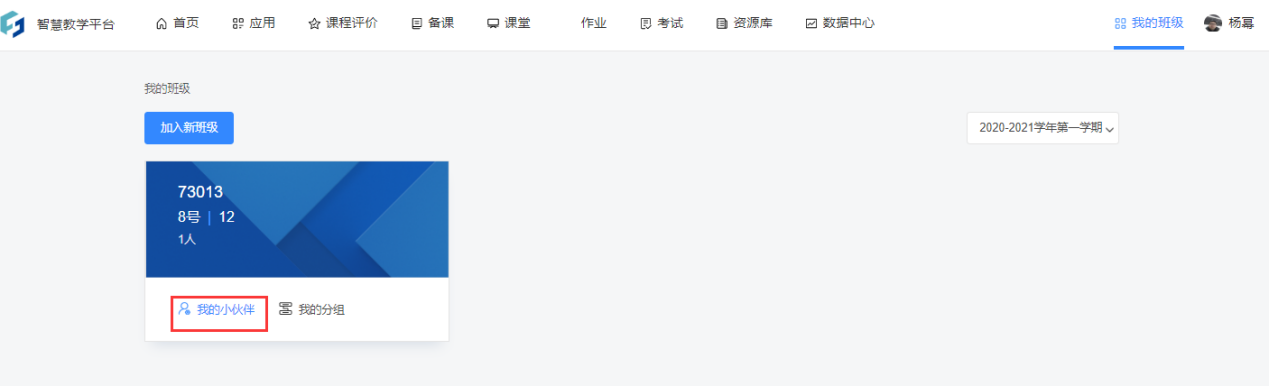 智慧教学平台 首页 应用 课程评价 备课 课堂 作业 考试 资源库 数据中心 我的班级 杨幂
我的班级
加入新班级 2020-2021学年第一学期
73013
8号 | 12
1人
我的小伙伴 我的分组